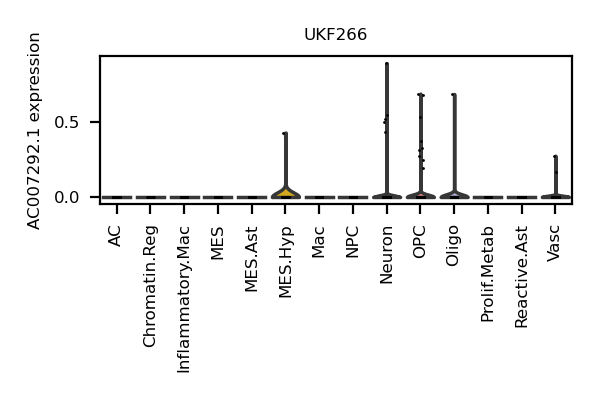 UKF266
AC007292.1 expression
0.5
0.0
AC
Chromatin.Reg
Inflammatory.Mac
MES
MES.Ast
MES.Hyp
Mac
NPC
Neuron
OPC
Oligo
Prolif.Metab
Reactive.Ast
Vasc